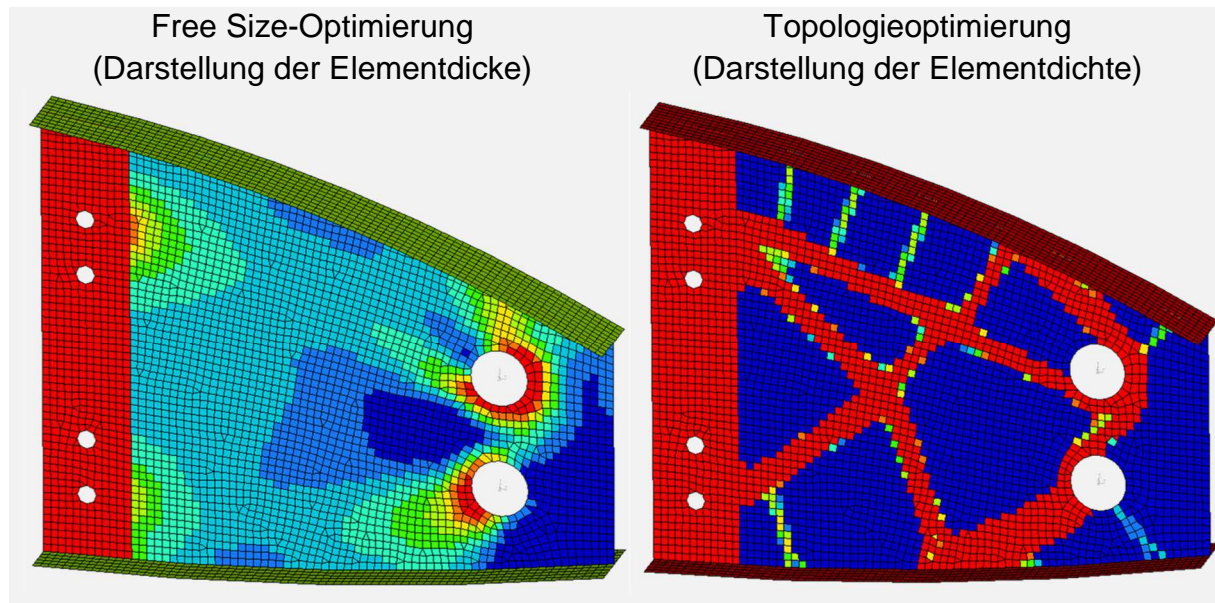 Free Size-Optimierung
(Darstellung der Elementdicke)
Topologieoptimierung
(Darstellung der Elementdichte)